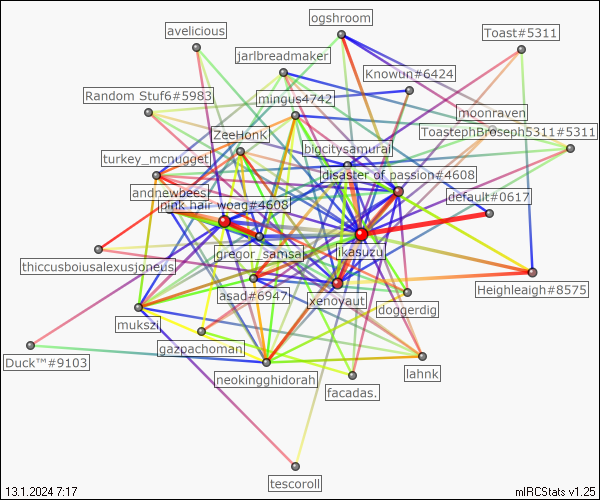 ogshroom
avelicious
Toast#5311
jarlbreadmaker
Knowun#6424
Random Stuf6#5983
mingus4742
moonraven
ZeeHonk
ToastephBroseph5311#5311
bigcitysamurai
turkey_mcnugget
disaster of passion#4608
andnewbees
default#0617
pink hair woag#4608
gregor_samsa
ikasuzu
thiccusboiusalexusjoneus
asad#6947
xenoyaut
Heighleaigh#8575
doggerdig
mukszi
gazpachoman
Duck™#9103
neokingghidorah
lahnk
facadas.
tescoroll
13.1.2024 7:17
mIRCStats v1.25